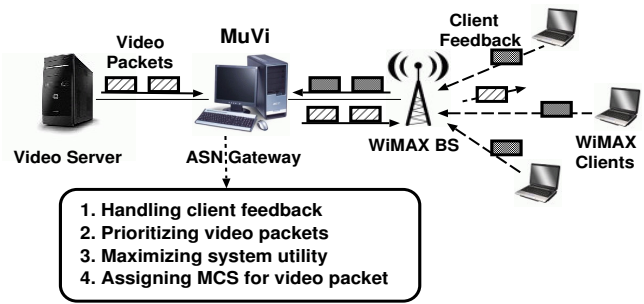 Video
Packets
MuVi
Client
Feedback
Video Server
ASN Gateway
WiMAX BS
WiMAX
Clients
1. Handling client feedback
2. Prioritizing video packets
3. Maximizing system utility
4. Assigning MCS for video packet